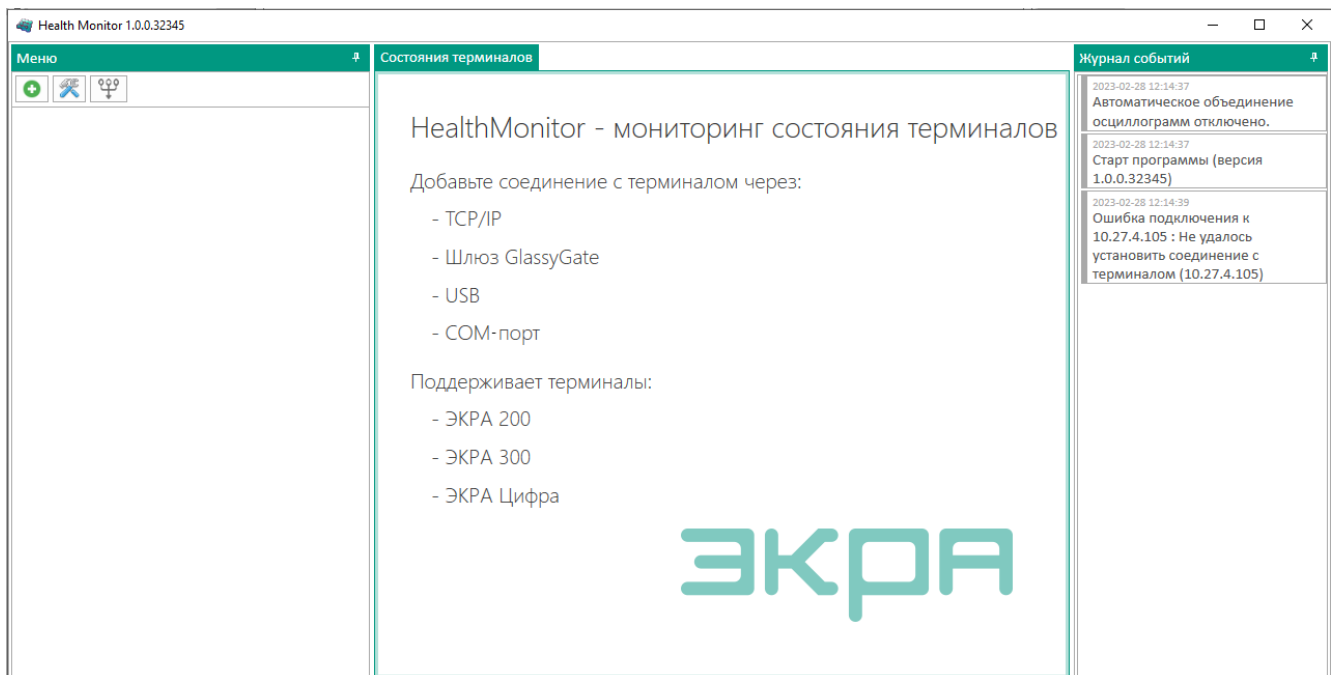 Health Monitor 1.0.0.32345
Меню
Состояния терминалов
HealthMonitor - мониторинг состояния терминалов
Добавьте соединение с терминалом через:
- TCP/IP
- Шлюз GlassyGate
- USB
- COM-порт
Поддерживает терминалы:
- ЭКРА 200
- ЭКРА 300
- ЭКРА Цифра
ЭКРА
Журнал событий
2023-02-28 12:14:37
Автоматическое объединение
осциллограмм отключено.
2023-02-28 12:14:37
Старт программы (версия
1.0.0.32345)
2023-02-28 12:14:39
Ошибка подключения к
10.27.4.105 : Не удалось
установить соединение с
терминалом (10.27.4.105)